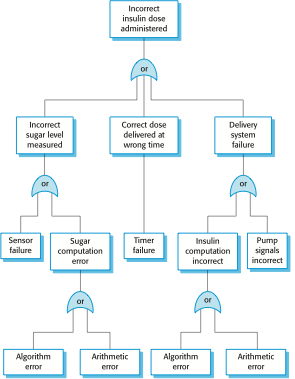 Incorrect
insulin dose
administered
or
Incorrect
sugar level
measured
Correct dose
delivered at
wrong time
Delivery
system
failure
or
or
Sensor
failure
Sugar
computation
error
Timer
failure
Insulin
computation
incorrect
Pump
signals
incorrect
or
or
Algorithm
error
Arithmetic
error
Algorithm
error
Arithmetic
error